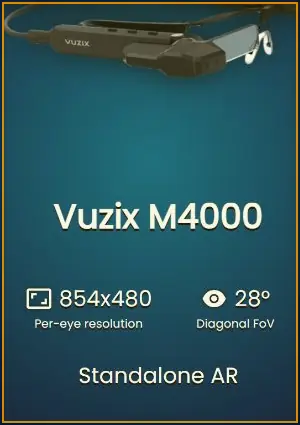 VUZIX
Vuzix M4000
854x480 28°
Per-eye resolution Diagonal FoV
Standalone AR